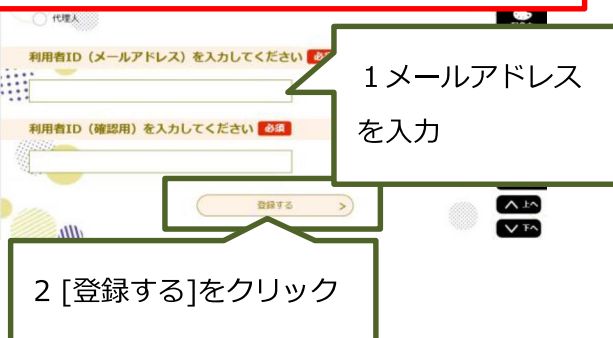 代理人
利用者ID（メールアドレス）を入力してください
1メールアドレス
を入力
利用者ID（確認用）を入力してください 必須
登録する >
上へ
下へ
2 [登録する]をクリック